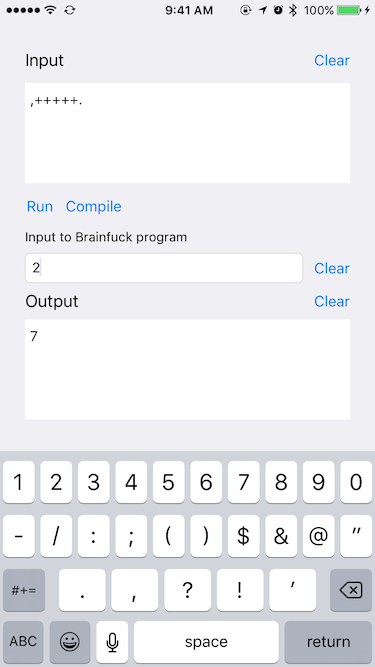 9:41 AM 100%
Input Clear
,+++++.
Run Compile
Input to Brainfuck program
2 Clear
Output Clear
7
1 2 3 4 5 6 7 8 9 0
- / : ; ( ) $ & @ "
#+= . , ? ! '
ABC space return